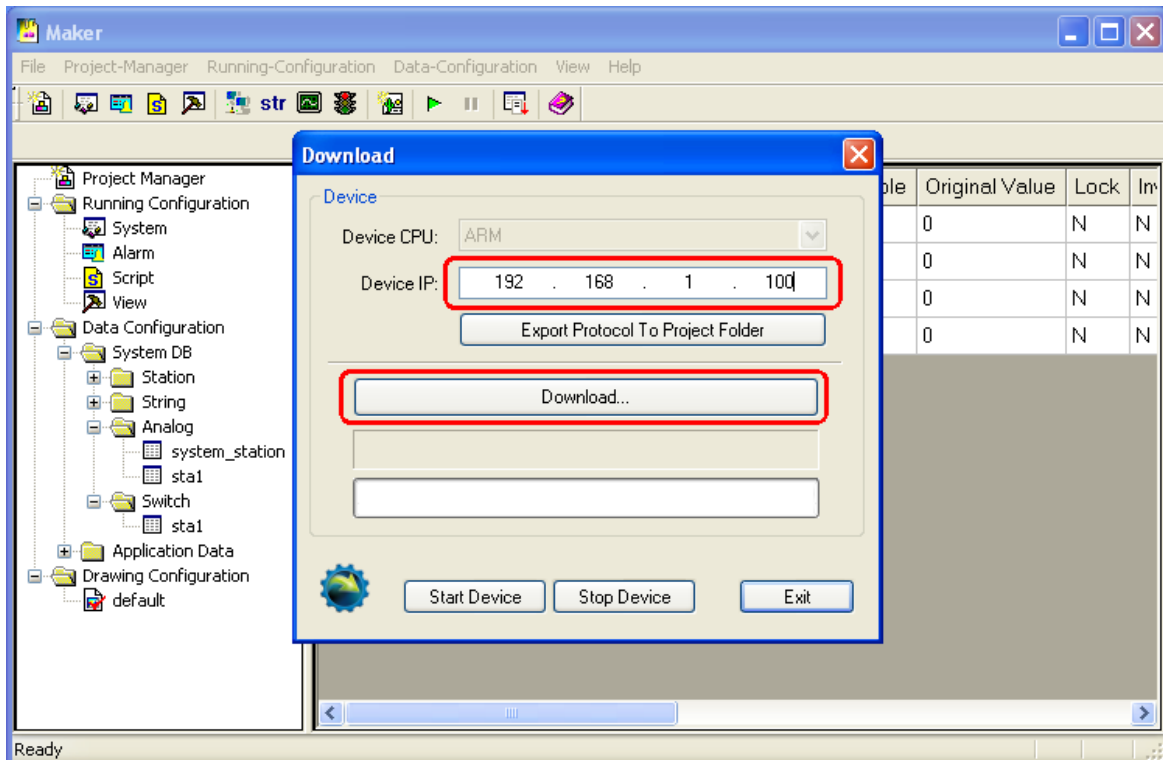 Maker
File Project-Manager Running-Configuration Data-Configuration View Help
str
Download
Project Manager
Running Configuration
System
Alarm
Script
View
Data Configuration
System DB
Station
String
Analog
system_station
sta1
Switch
sta1
Application Data
Drawing Configuration
default
Device
Device CPU: ARM
Device IP: 192 . 168 . 1 . 100
Export Protocol To Project Folder
Download...
Start Device Stop Device Exit
Original Value Lock
0 N N
0 N N
0 N N
0 N N
Ready